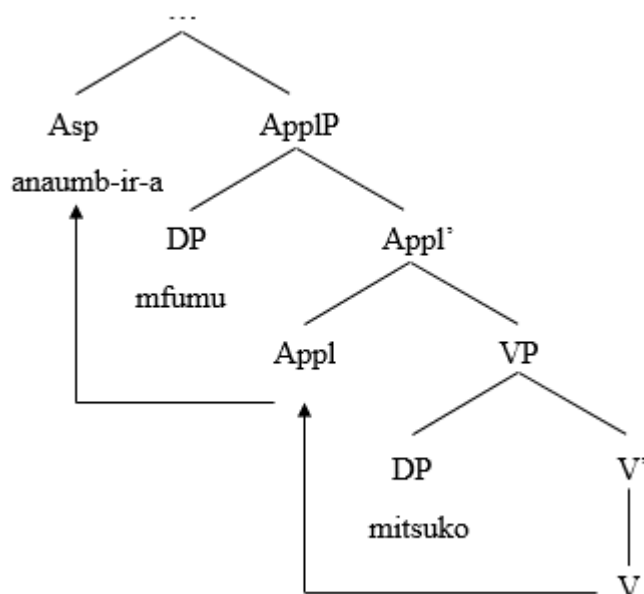 ...
Asp ApplP
anaumb-ir-a
DP Appl’
mfumu
Appl VP
DP V’
mitsuko
V